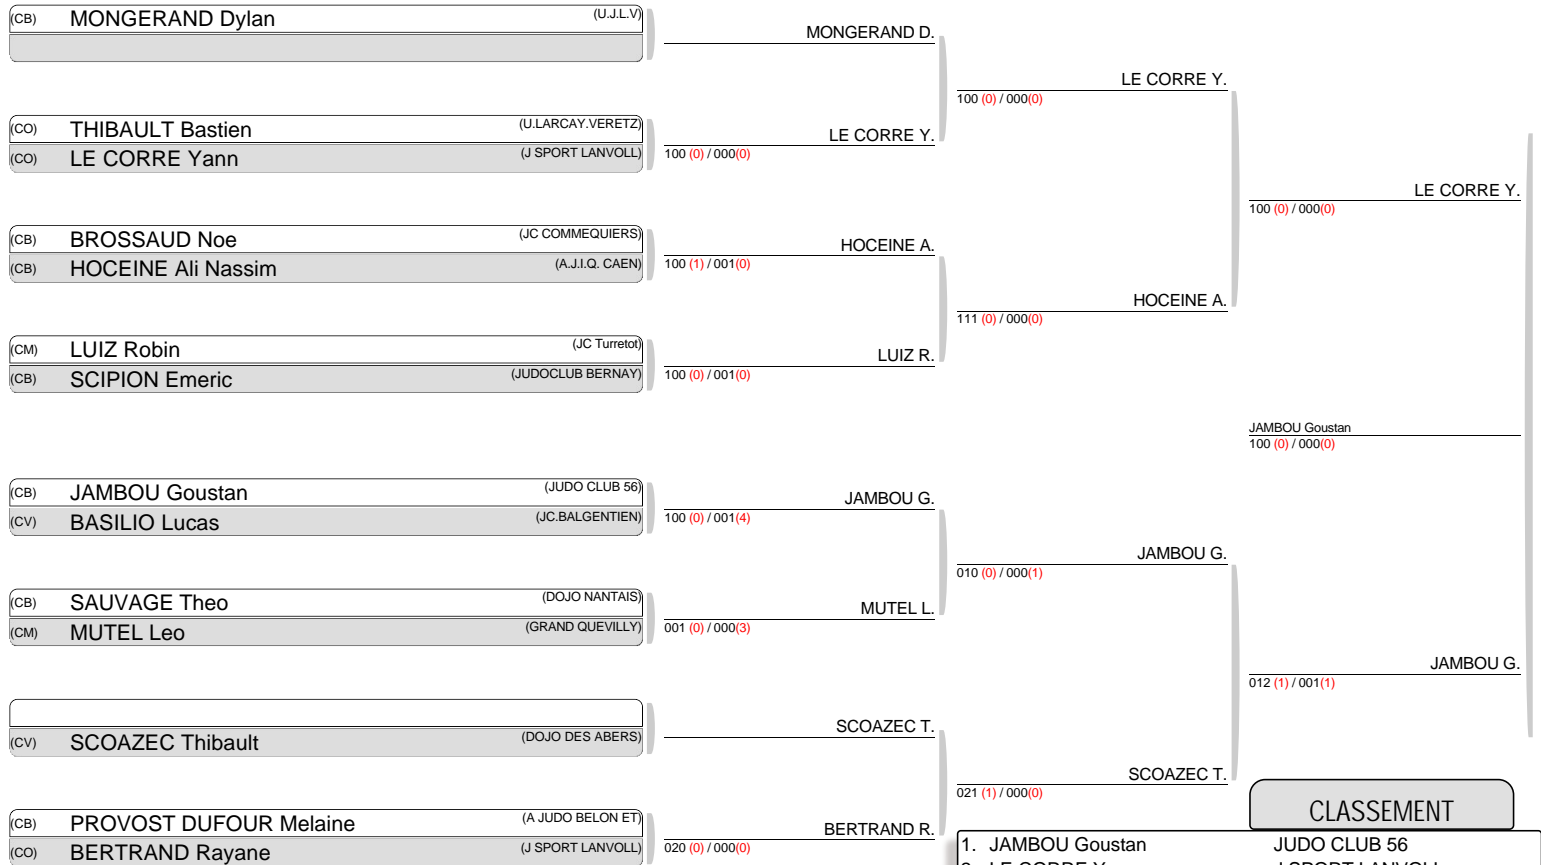 (CB) MONGERAND Dylan (U.J.L.V)
MONGERAND D.
LE CORRE Y.
100 (0) / 000(0)
(CO) THIBAULT Bastien (U.LARCAY.VERETZ)
(CO) LE CORRE Yann (J SPORT LANVOLL)
LE CORRE Y.
100 (0) / 000(0)
LE CORRE Y.
100 (0) / 000(0)
(CB) BROSSAUD Noe (JC COMMEQUIERS)
(CB) HOCEINE Ali Nassim (A.J.I.Q. CAEN)
HOCEINE A.
100 (1) / 001(0)
HOCEINE A.
111 (0) / 000(0)
(CM) LUIZ Robin (JC Turretot)
(CB) SCIPION Emeric (JUDOCLUB BERNAY)
LUIZ R.
100 (0) / 001(0)
JAMBOU Goustan
100 (0) / 000(0)
(CB) JAMBOU Goustan (JUDO CLUB 56)
(CV) BASILIO Lucas (JC.BALGENTIEN)
JAMBOU G.
100 (0) / 001(4)
JAMBOU G.
010 (0) / 000(1)
(CB) SAUVAGE Theo (DOJO NANTAIS)
(CM) MUTEL Leo (GRAND QUEVILLY)
MUTEL L.
001 (0) / 000(3)
JAMBOU G.
012 (1) / 001(1)
(CV) SCOAZEC Thibault (DOJO DES ABERS)
SCOAZEC T.
SCOAZEC T.
021 (1) / 000(0)
(CB) PROVOST DUFOUR Melaine (A JUDO BELON ET)
(CO) BERTRAND Rayane (J SPORT LANVOLL)
BERTRAND R.
020 (0) / 000(0)
CLASSEMENT
1. JAMBOU Goustan JUDO CLUB 56
2. LE CORRE Yann J SPORT LANVOLL